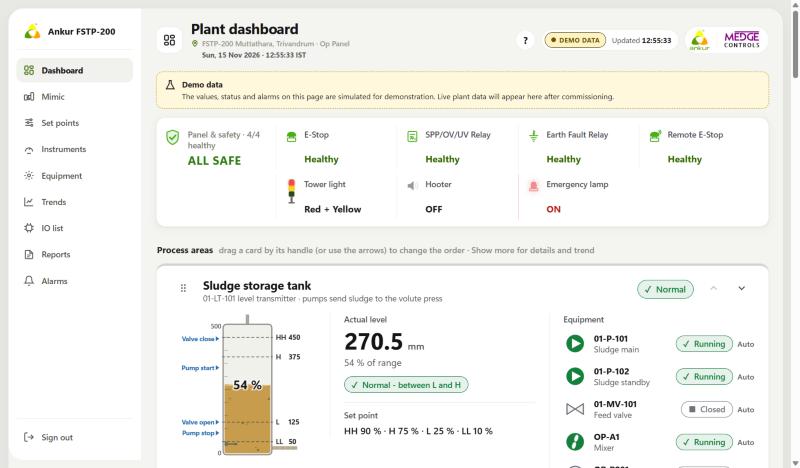 Ankur FSTP-200
Dashboard
Mimic
Set points
Instruments
Equipment
Trends
IO list
Reports
Alarms
Sign out
Plant dashboard
FSTP-200 Muttathara, Trivandrum · Op Panel
Sun, 15 Nov 2026 · 12:55:33 IST
?
DEMO DATA
Updated 12:55:33
ankur
MEDGE
CONTROLS
Demo data
The values, status and alarms on this page are simulated for demonstration. Live plant data will appear here after commissioning.
Panel & safety · 4/4
healthy
ALL SAFE
E-Stop
Healthy
SPP/OV/UV Relay
Healthy
Earth Fault Relay
Healthy
Remote E-Stop
Healthy
Tower light
Red + Yellow
Hooter
OFF
Emergency lamp
ON
Process areas drag a card by its handle (or use the arrows) to change the order · Show more for details and trend
Sludge storage tank
01-LT-101 level transmitter · pumps send sludge to the volute press
✓ Normal
500
Valve close
HH 450
H 375
Pump start
54 %
Valve open
L 125
Pump stop
LL 50
0
Actual level
270.5 mm
54 % of range
✓ Normal - between L and H
Set point
HH 90 % · H 75 % · L 25 % · LL 10 %
Equipment
01-P-101
Sludge main
✓ Running
Auto
01-P-102
Sludge standby
✓ Running
Auto
01-MV-101
Feed valve
Closed
Auto
OP-A1
Mixer
✓ Running
Auto